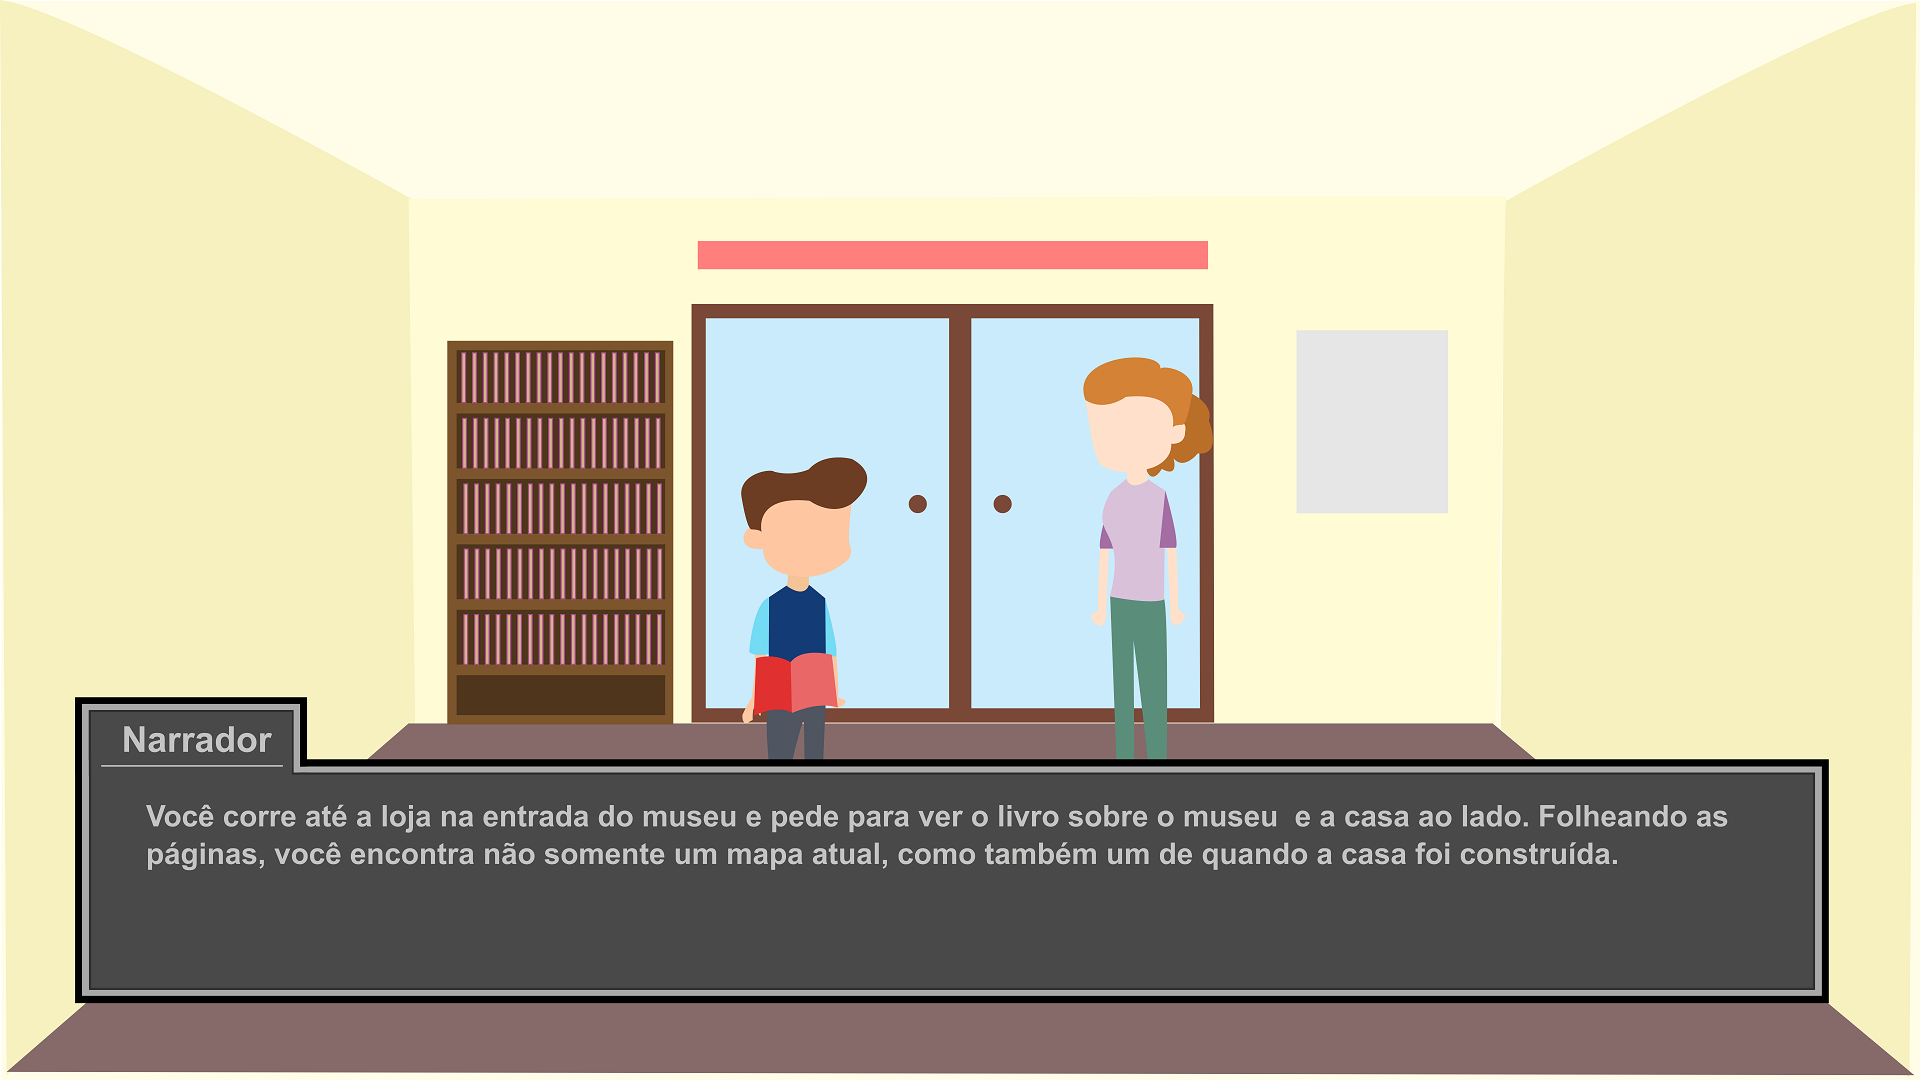 Narrador
Você corre até a loja na entrada do museu e pede para ver o livro sobre o museu  e a casa ao lado. Folheando as
páginas, você encontra não somente um mapa atual, como também um de quando a casa foi construída.